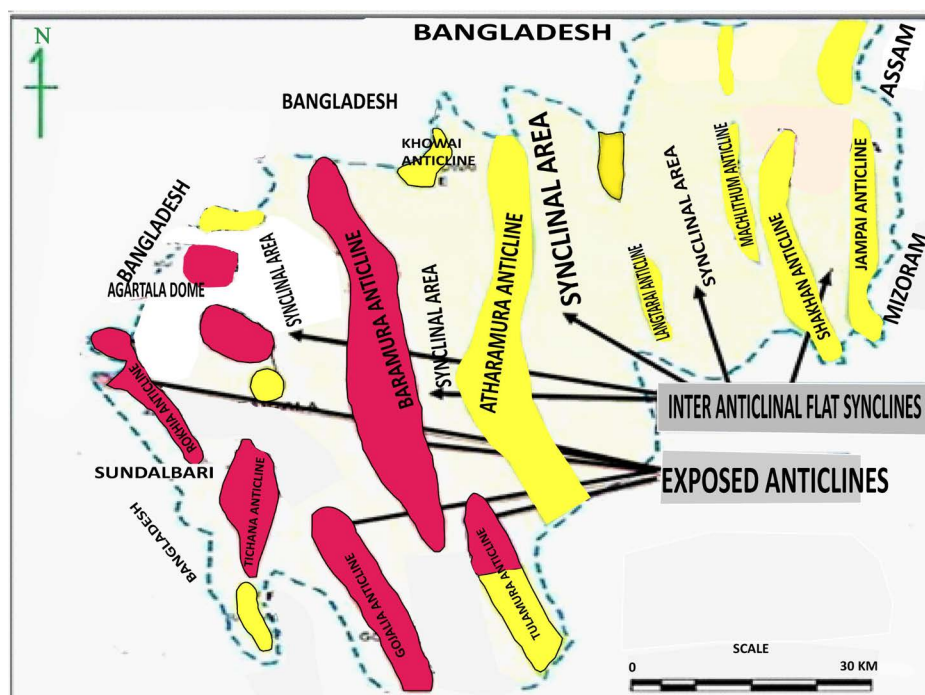 BANGLADESH
N
ASSAM
BANGLADESH
KHOWAI
ANTICLINE
SYNCLINAL AREA
SYNCLINAL AREA
MACHLITHUM ANTICLINE
JAMPAI ANTICLINE
BANGLADESH
AGARTALA DOME
SYNCLINAL AREA
BARAMURA ANTICLINE
SYNCLINAL AREA
ATHARAMURA ANTICLINE
LANGTARAI ANTICLINE
SHAKHAN ANTICLINE
MIZORAM
ROKHIA ANTICLINE
INTER ANTICLINAL FLAT SYNCLINES
SUNDALBARI
EXPOSED ANTICLINES
TICHANA ANTICLINE
BANGLADESH
GOJALIA ANTICLINE
TULAMURA ANTICLINE
SCALE
0 30 KM